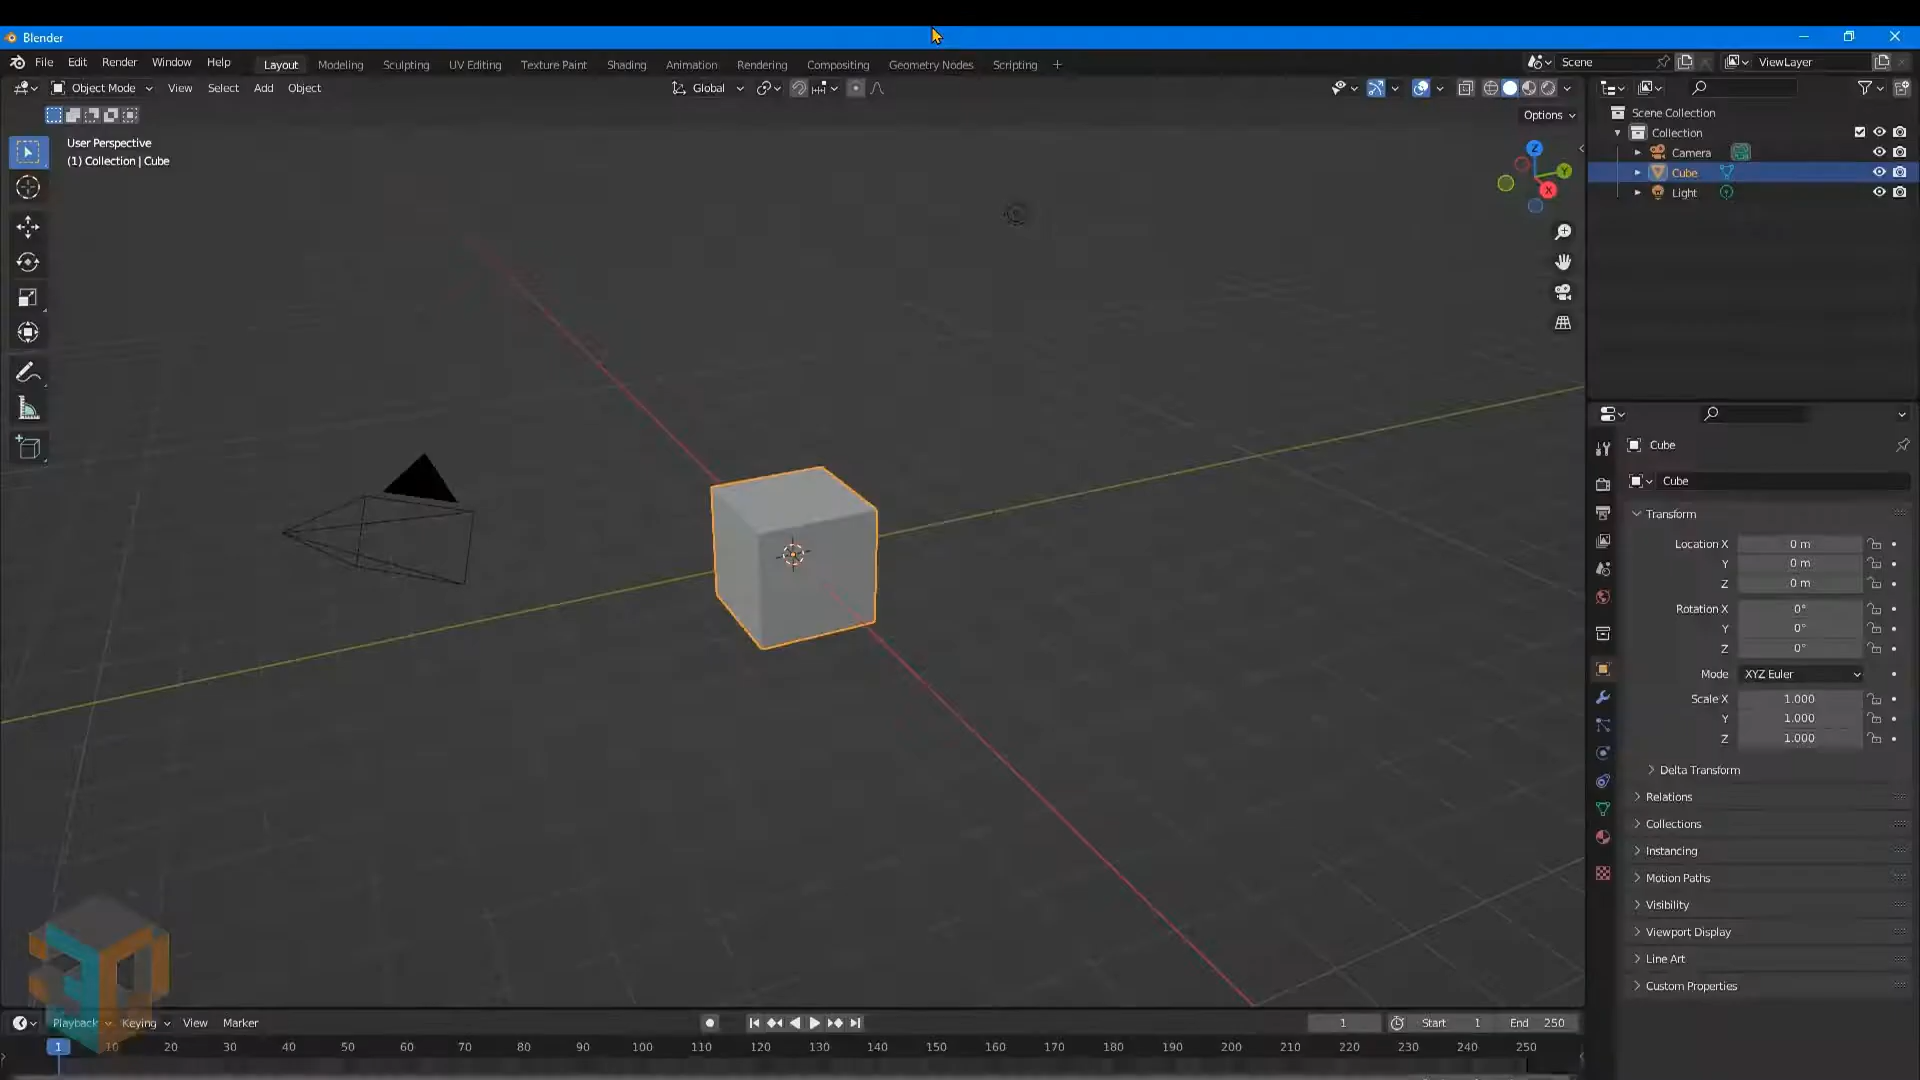 Blender
File Edit Render Window Help Layout Modeling Sculpting UV Editing Texture Paint Shading Animation Rendering Compositing Geometry Nodes Scripting + Scene ViewLayer
Object Mode View Select Add Object Global
Options
User Perspective
(1) Collection | Cube
Z
Y
X
Scene Collection
Collection
Camera
Cube
Light
Cube
Cube
Transform
Location X 0 m
Y 0 m
Z 0 m
Rotation X 0°
Y 0°
Z 0°
Mode XYZ Euler
Scale X 1.000
Y 1.000
Z 1.000
Delta Transform
Relations
Collections
Instancing
Motion Paths
Visibility
Viewport Display
Line Art
Custom Properties
3D
Playback Keying View Marker 1 Start 1 End 250
1 10 20 30 40 50 60 70 80 90 100 110 120 130 140 150 160 170 180 190 200 210 220 230 240 250